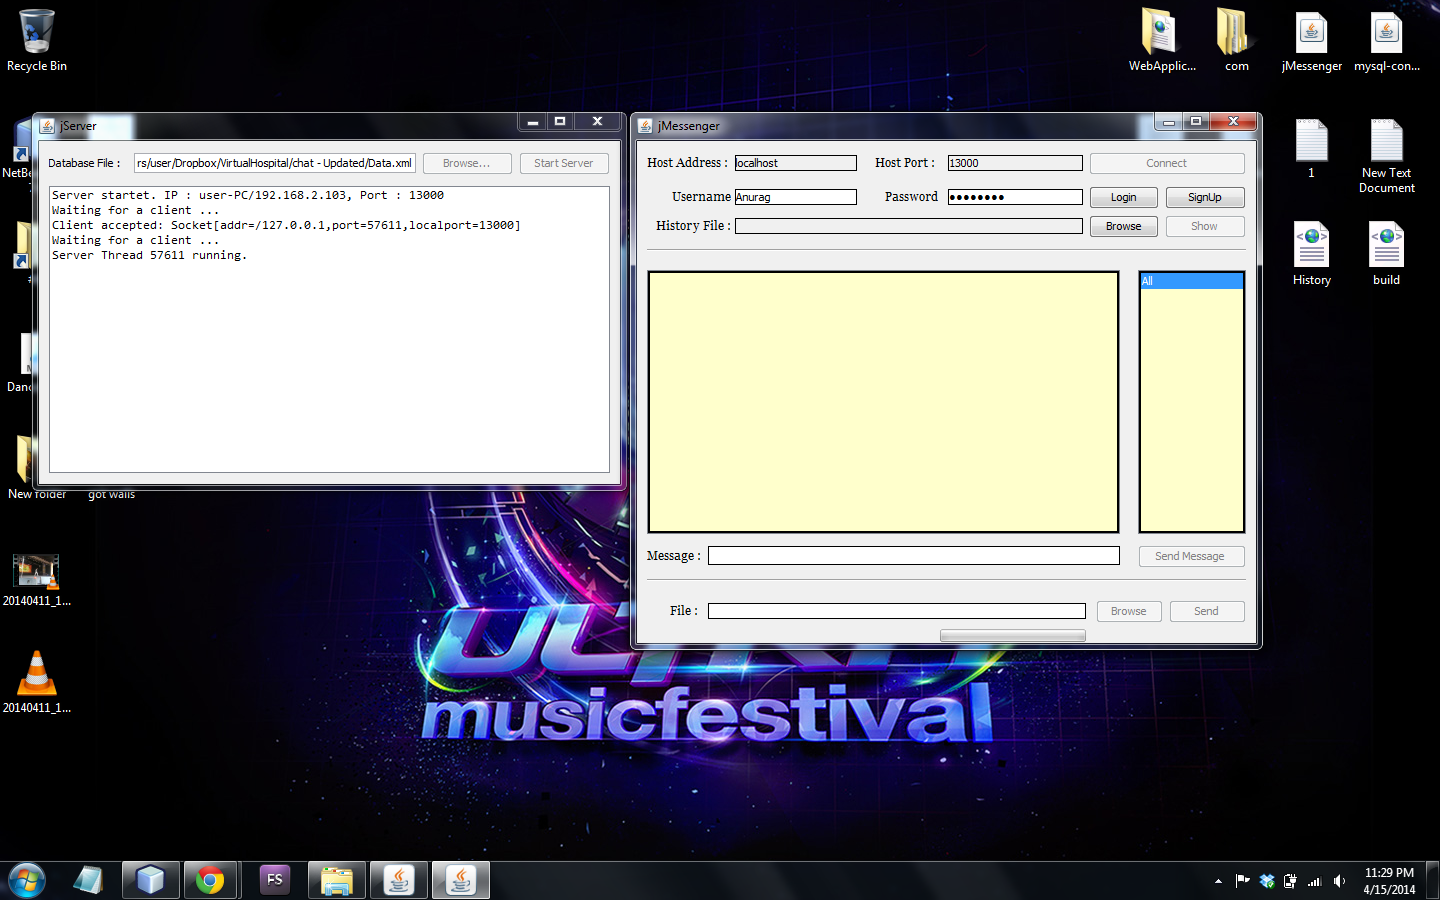 Recycle Bin
WebApplic...
com
jMessenger
mysql-con...
jServer
Database File :
rs/user/Dropbox/VirtualHospital/chat - Updated/Data.xml
Browse...
Start Server
Server startet. IP : user-PC/192.168.2.103, Port : 13000
Waiting for a client ...
Client accepted: Socket[addr=/127.0.0.1,port=57611,localport=13000]
Waiting for a client ...
Server Thread 57611 running.
jMessenger
Host Address :
localhost
Host Port :
13000
Connect
Username
Anurag
Password
●●●●●●●●
Login
SignUp
History File :
Browse
Show
All
Message :
Send Message
File :
Browse
Send
1
New Text
Document
History
build
NetBe
Danc
New folder
got walls
20140411_1...
20140411_1...
musicfestival
FS
11:29 PM
4/15/2014